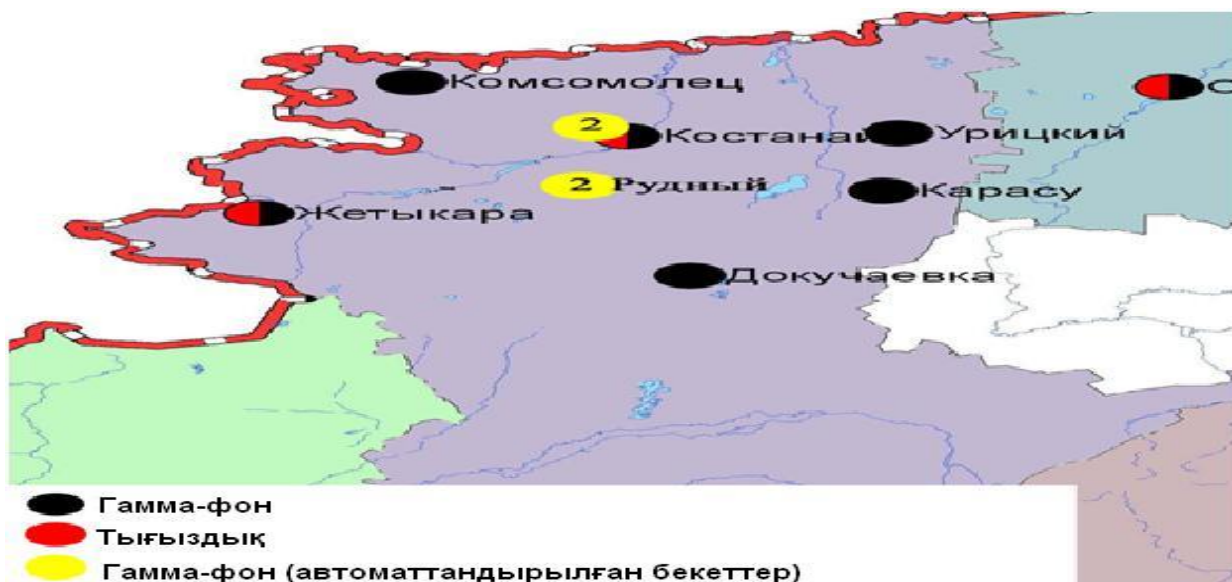 Комсомолец
2
Костанай
Урицкий
2 Рудный
Карасу
Жетыкара
Докучаевка
Гамма-фон
Тығыздық
Гамма-фон (автоматтандырылған бекеттер)